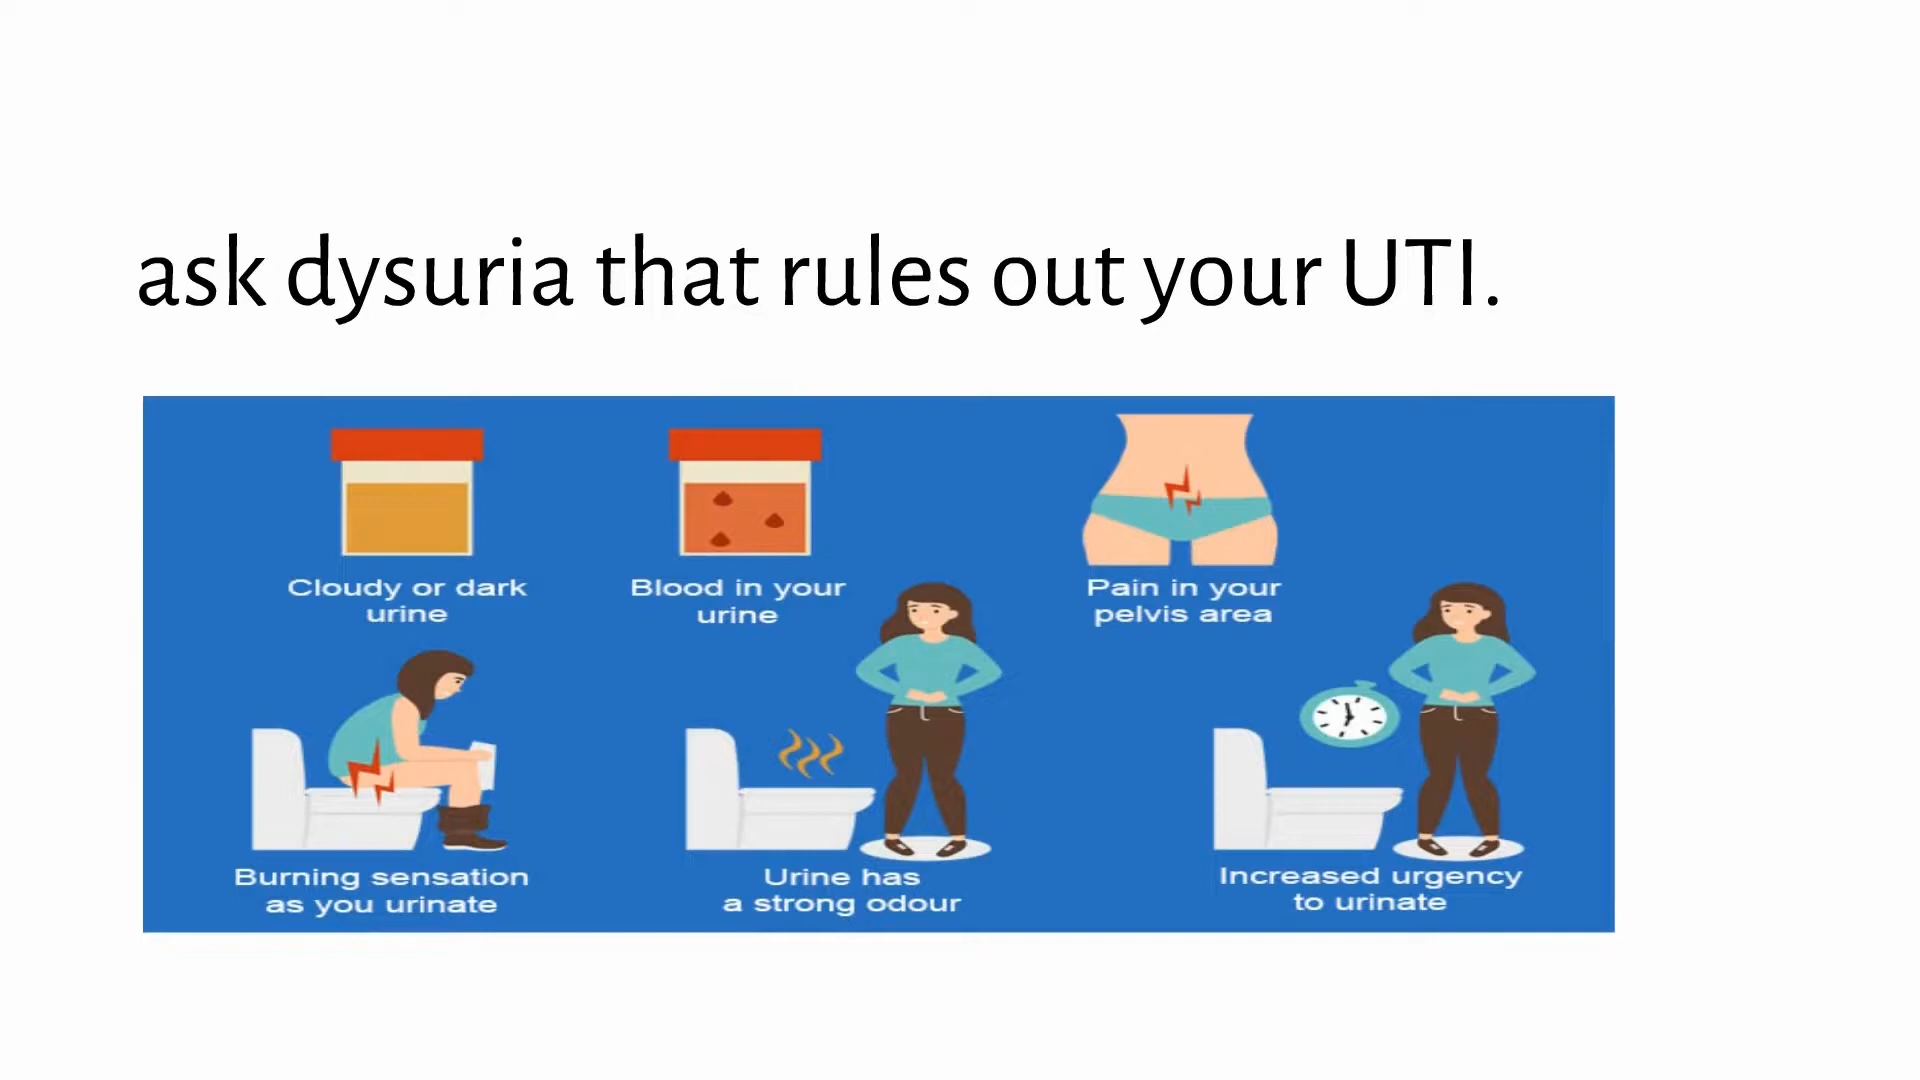 ask dysuria that rules out your UTI.
Cloudy or dark
urine
Blood in your
urine
Pain in your
pelvis area
Burning sensation
as you urinate
Urine has
a strong odour
Increased urgency
to urinate